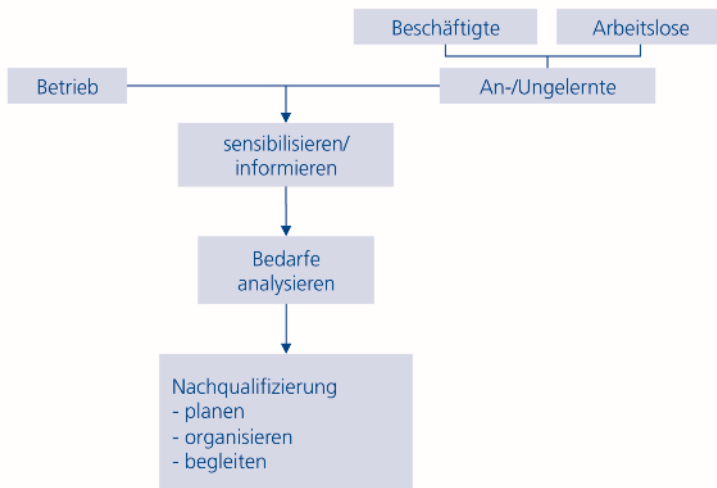 Beschäftigte
Arbeitslose
Betrieb
An-/Ungelernte
sensibilisieren/
informieren
Bedarfe
analysieren
Nachqualifizierung
- planen
- organisieren
- begleiten